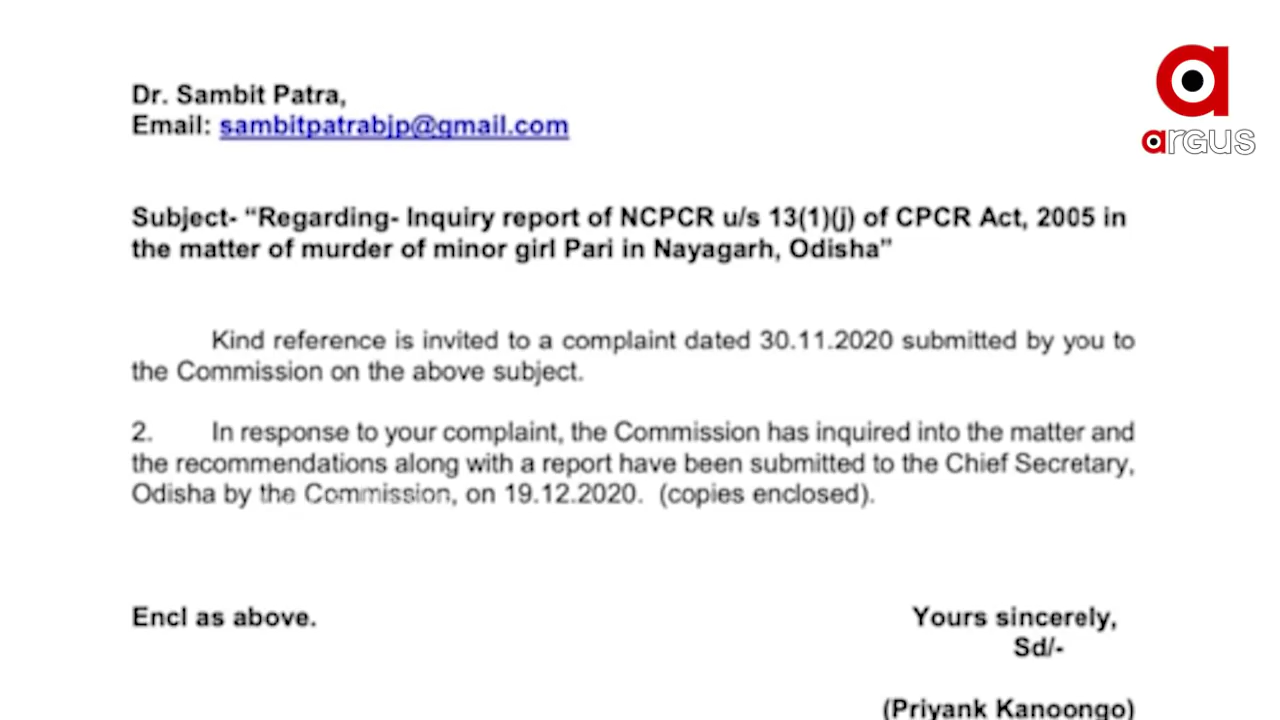 Dr. Sambit Patra,
Email: sambitpatrabjp@gmail.com
argus
Subject- “Regarding- Inquiry report of NCPCR u/s 13(1)(j) of CPCR Act, 2005 in
the matter of murder of minor girl Pari in Nayagarh, Odisha”
Kind reference is invited to a complaint dated 30.11.2020 submitted by you to
the Commission on the above subject.
2. In response to your complaint, the Commission has inquired into the matter and
the recommendations along with a report have been submitted to the Chief Secretary,
Odisha by the Commission, on 19.12.2020. (copies enclosed).
Encl as above.
Yours sincerely,
Sd/-
(Priyank Kanoongo)